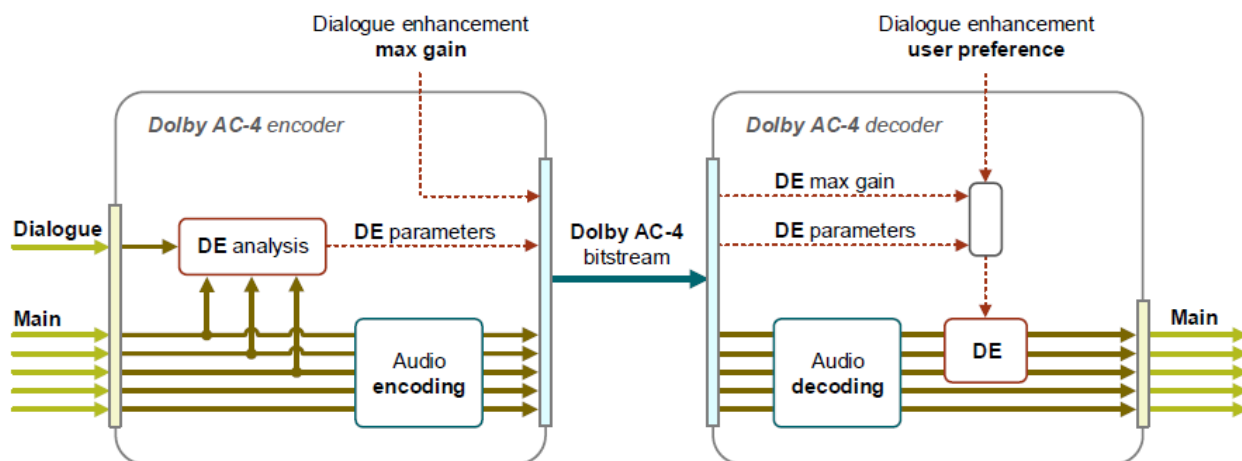 Dialogue enhancement
max gain
Dialogue enhancement
user preference
Dolby AC-4 encoder
Dolby AC-4 decoder
DE max gain
Dialogue
DE analysis
DE parameters
Dolby AC-4
bitstream
DE parameters
Main
Audio
encoding
Audio
decoding
DE
Main